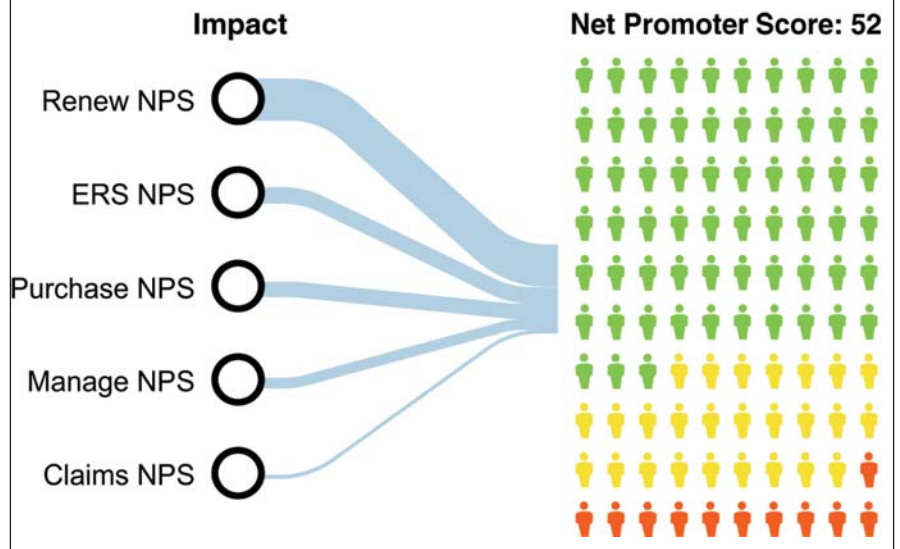 Impact
Net Promoter Score: 52
Renew NPS
ERS NPS
Purchase NPS
Manage NPS
Claims NPS